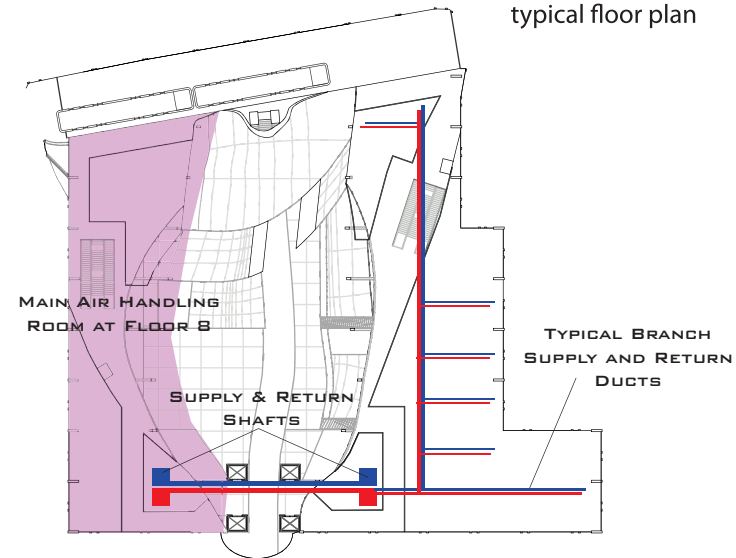 typical floor plan
Main Air Handling
Room at Floor 8
Typical Branch
Supply and Return
Ducts
Supply & Return
Shafts